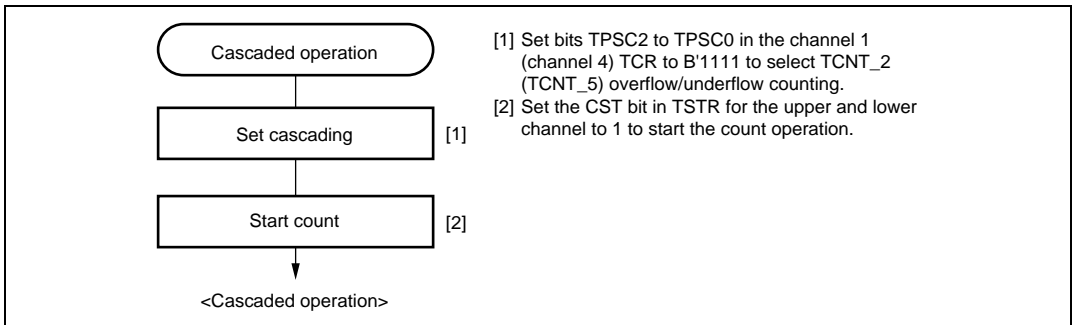 Cascaded operation
Set cascading
[1]
Start count
[2]
<Cascaded operation>
[1] Set bits TPSC2 to TPSC0 in the channel 1
(channel 4) TCR to B'1111 to select TCNT_2
(TCNT_5) overflow/underflow counting.
[2] Set the CST bit in TSTR for the upper and lower
channel to 1 to start the count operation.